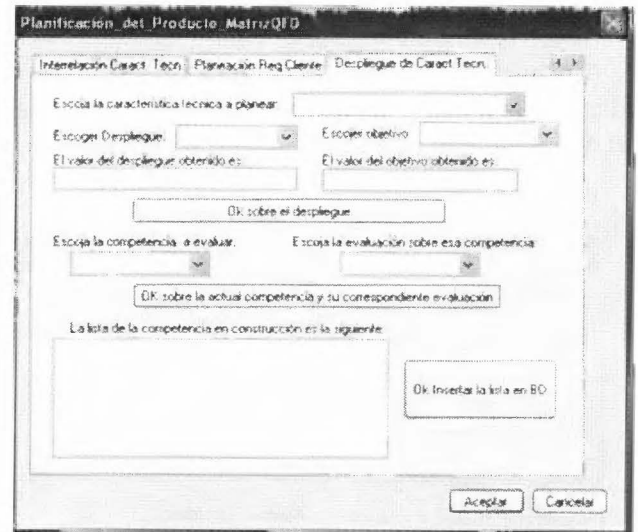 Planificación_del_Producto_MatrizQFD
Interrelación Caract. Tecn. Planeación Req Cliente Despliegue de Caract Tecn.
Escoja la característica técnica a planear
Escoger Despliegue: Escojer objetivo
El valor del despliegue obtenido es El valor del objetivo obtenido es
Ok sobre el despliegue
Escoja la competencia a evaluar. Escoja la evaluación sobre esa competencia
OK sobre la actual competencia y su correspondiente evaluación
La lista de la competencia en construcción es la siguiente
Ok Insertar la lista en BD
Aceptar Cancelar